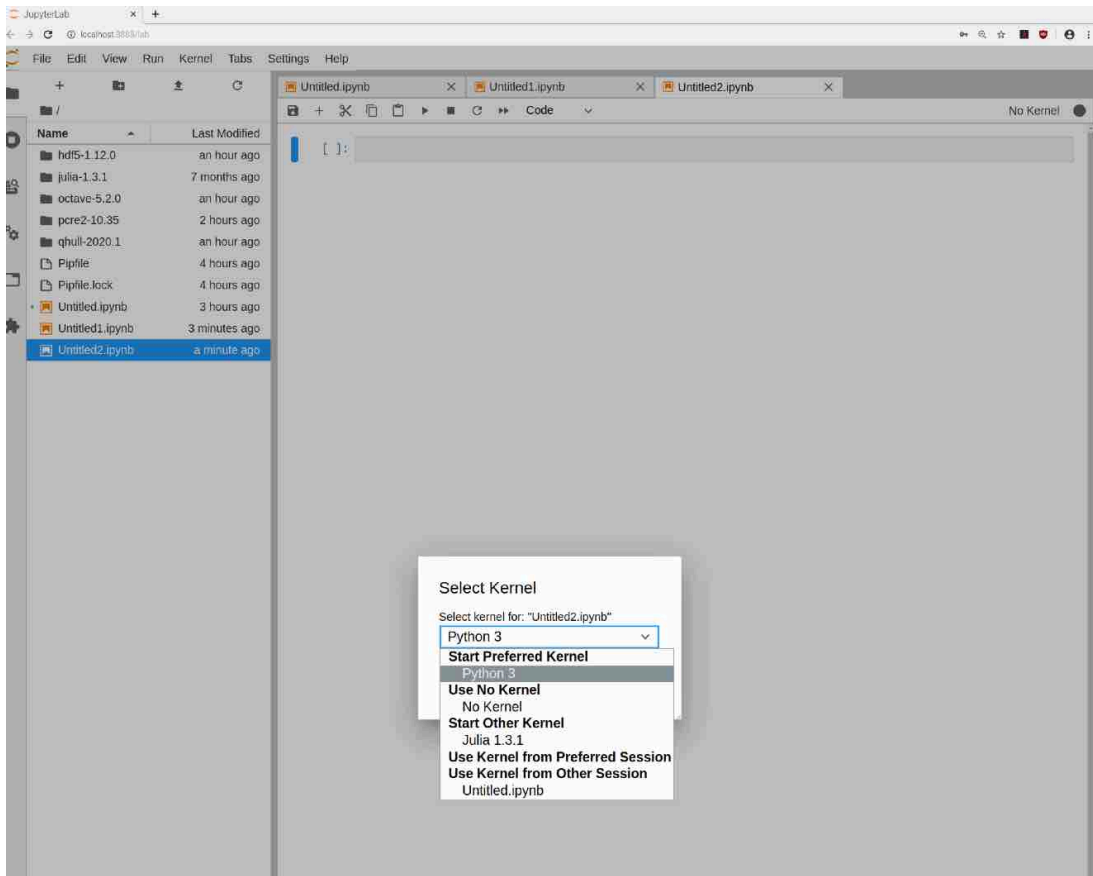 JupyterLab
localhost:8888/lab
File Edit View Run Kernel Tabs Settings Help
Untitled.ipynb Untitled1.ipynb Untitled2.ipynb
/
Code No Kernel
Name Last Modified
[ ]:
hdf5-1.12.0 an hour ago
julia-1.3.1 7 months ago
octave-5.2.0 an hour ago
pcre2-10.35 2 hours ago
qhull-2020.1 an hour ago
Pipfile 4 hours ago
Pipfile.lock 4 hours ago
Untitled.ipynb 3 hours ago
Untitled1.ipynb 3 minutes ago
Untitled2.ipynb a minute ago
Select Kernel
Select kernel for: "Untitled2.ipynb"
Python 3
Start Preferred Kernel
Python 3
Use No Kernel
No Kernel
Start Other Kernel
Julia 1.3.1
Use Kernel from Preferred Session
Use Kernel from Other Session
Untitled.ipynb